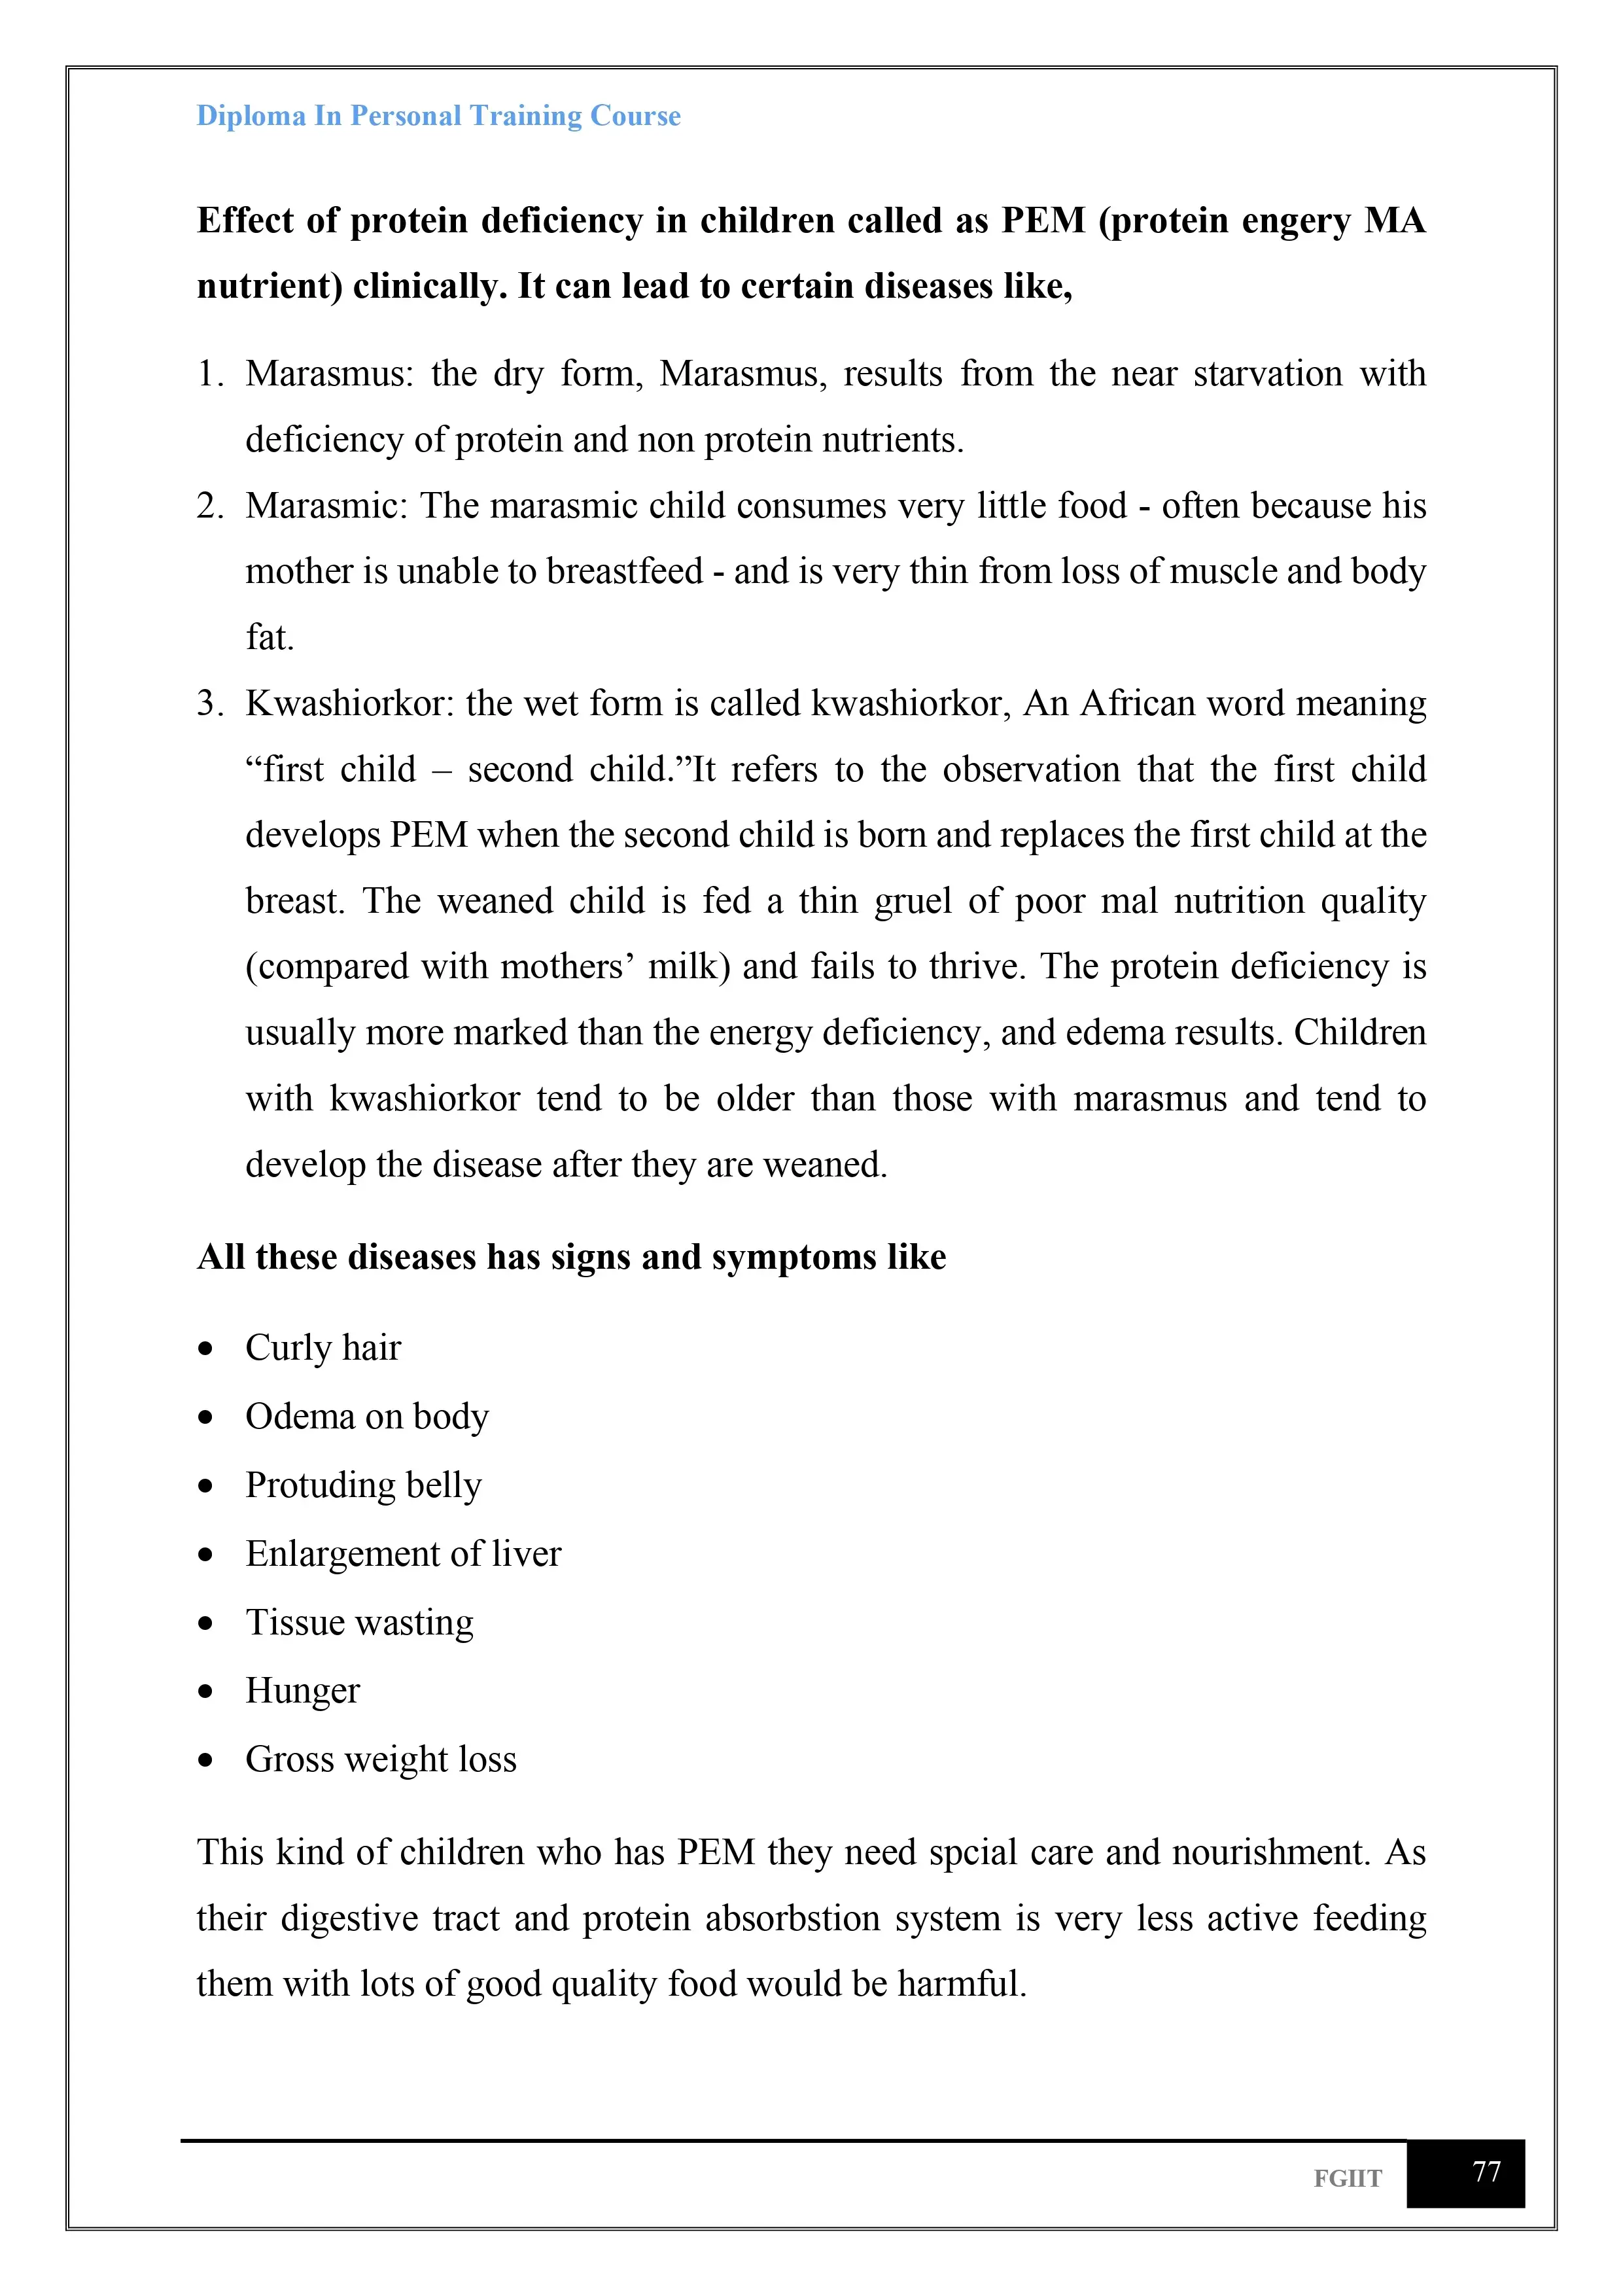 Diploma In Personal Training Course
Effect of protein deficiency in children called as PEM (protein engery MA
nutrient) clinically. It can lead to certain diseases like,
1. Marasmus: the dry form, Marasmus, results from the near starvation with
deficiency of protein and non protein nutrients.
2. Marasmic: The marasmic child consumes very little food - often because his
mother is unable to breastfeed - and is very thin from loss of muscle and body
fat.
3. Kwashiorkor: the wet form is called kwashiorkor, An African word meaning
“first child – second child.”It refers to the observation that the first child
develops PEM when the second child is born and replaces the first child at the
breast. The weaned child is fed a thin gruel of poor mal nutrition quality
(compared with mothers’ milk) and fails to thrive. The protein deficiency is
usually more marked than the energy deficiency, and edema results. Children
with kwashiorkor tend to be older than those with marasmus and tend to
develop the disease after they are weaned.
All these diseases has signs and symptoms like
• Curly hair
• Odema on body
• Protuding belly
• Enlargement of liver
• Tissue wasting
• Hunger
• Gross weight loss
This kind of children who has PEM they need spcial care and nourishment. As
their digestive tract and protein absorbstion system is very less active feeding
them with lots of good quality food would be harmful.
FGIIT 77